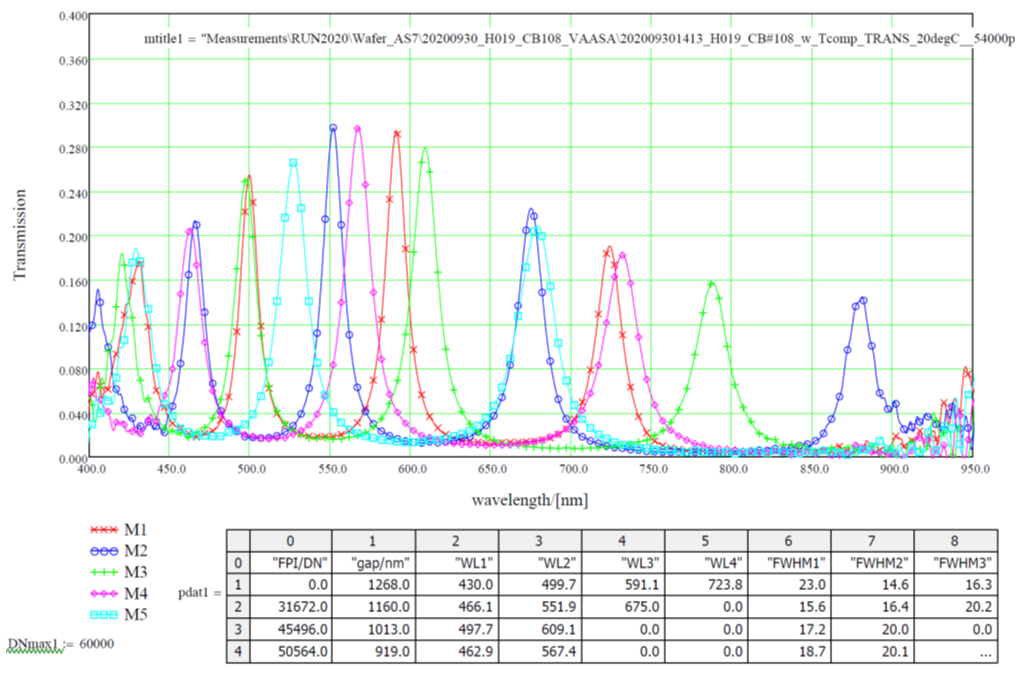 0.400
mtitle1 = "Measurements\RUN2020\Wafer_AS7\20200930_H019_CB108_VAASA\202009301413_H019_CB#108_w_Tcomp_TRANS_20degC__54000p
0.360
0.320
0.280
0.240
0.200
0.160
0.120
0.080
0.040
0.000
Transmission
400.0 450.0 500.0 550.0 600.0 650.0 700.0 750.0 800.0 850.0 900.0 950.0
wavelength/[nm]
M1
M2
M3
M4
M5
DNmax1 := 60000
pdat1 =
0 1 2 3 4 5 6 7 8
0 "FPI/DN" "gap/nm" "WL1" "WL2" "WL3" "WL4" "FWHM1" "FWHM2" "FWHM3"
1 0.0 1268.0 430.0 499.7 591.1 723.8 23.0 14.6 16.3
2 31672.0 1160.0 466.1 551.9 675.0 0.0 15.6 16.4 20.2
3 45496.0 1013.0 497.7 609.1 0.0 0.0 17.2 20.0 0.0
4 50564.0 919.0 462.9 567.4 0.0 0.0 18.7 20.1 ...